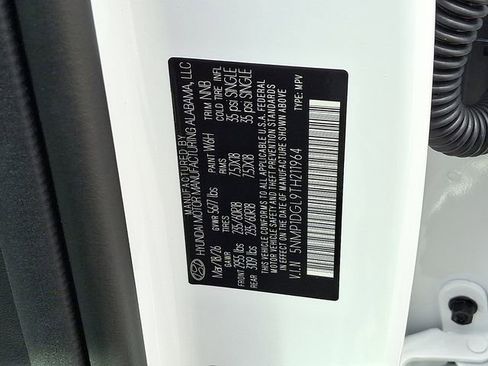 MANUFACTURED BY
HYUNDAI MOTOR MANUFACTURING ALABAMA, LLC
Mar/18/26 GVWR 5677 lbs PAINT W6H TRIM NNB
GAWR TIRES RIMS COLD TIRE INFL
FRONT 2955 lbs 235/60R18 7.5JX18 35 psi SINGLE
REAR 3109 lbs 235/60R18 7.5JX18 35 psi SINGLE
THIS VEHICLE CONFORMS TO ALL APPLICABLE U.S.A. FEDERAL
MOTOR VEHICLE SAFETY AND THEFT PREVENTION STANDARDS
IN EFFECT ON THE DATE OF MANUFACTURE SHOWN ABOVE
V.I.N 5NMP1DGL9TH211964 TYPE: MPV